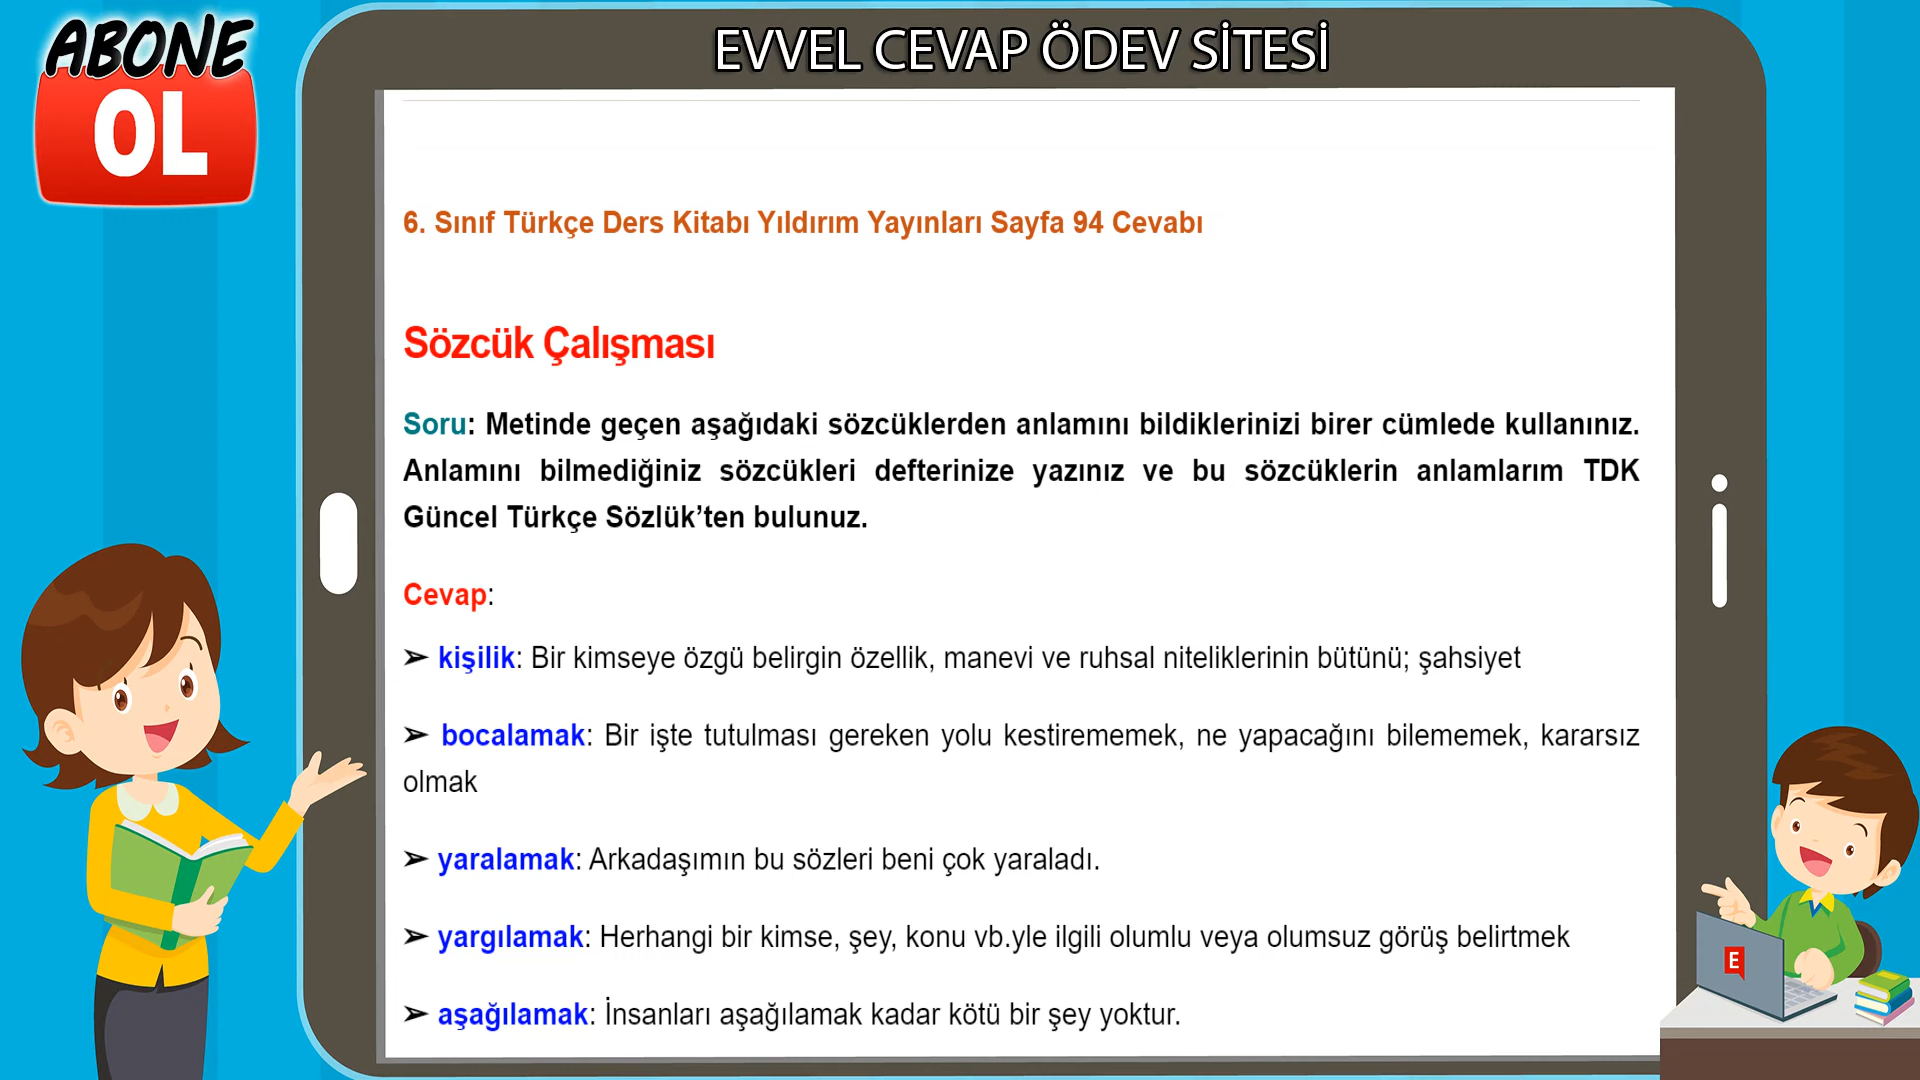 ABONE
OL
EVVEL CEVAP ÖDEV SİTESİ
6. Sınıf Türkçe Ders Kitabı Yıldırım Yayınları Sayfa 94 Cevabı
Sözcük Çalışması
Soru: Metinde geçen aşağıdaki sözcüklerden anlamını bildiklerinizi birer cümlede kullanınız.
Anlamını bilmediğiniz sözcükleri defterinize yazınız ve bu sözcüklerin anlamlarım TDK
Güncel Türkçe Sözlük’ten bulunuz.
Cevap:
➢ kişilik: Bir kimseye özgü belirgin özellik, manevi ve ruhsal niteliklerinin bütünü; şahsiyet
➢ bocalamak: Bir işte tutulması gereken yolu kestirememek, ne yapacağını bilememek, kararsız
olmak
➢ yaralamak: Arkadaşımın bu sözleri beni çok yaraladı.
➢ yargılamak: Herhangi bir kimse, şey, konu vb.yle ilgili olumlu veya olumsuz görüş belirtmek
➢ aşağılamak: İnsanları aşağılamak kadar kötü bir şey yoktur.
E